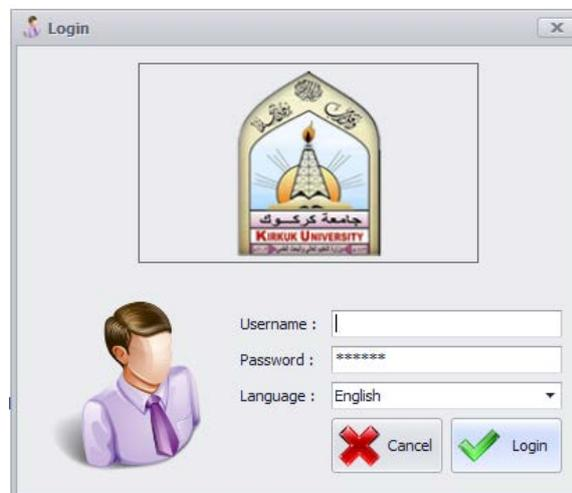 Login
جامعة كركوك
KIRKUK UNIVERSITY
Username :
Password : ******
Language : English
Cancel
Login